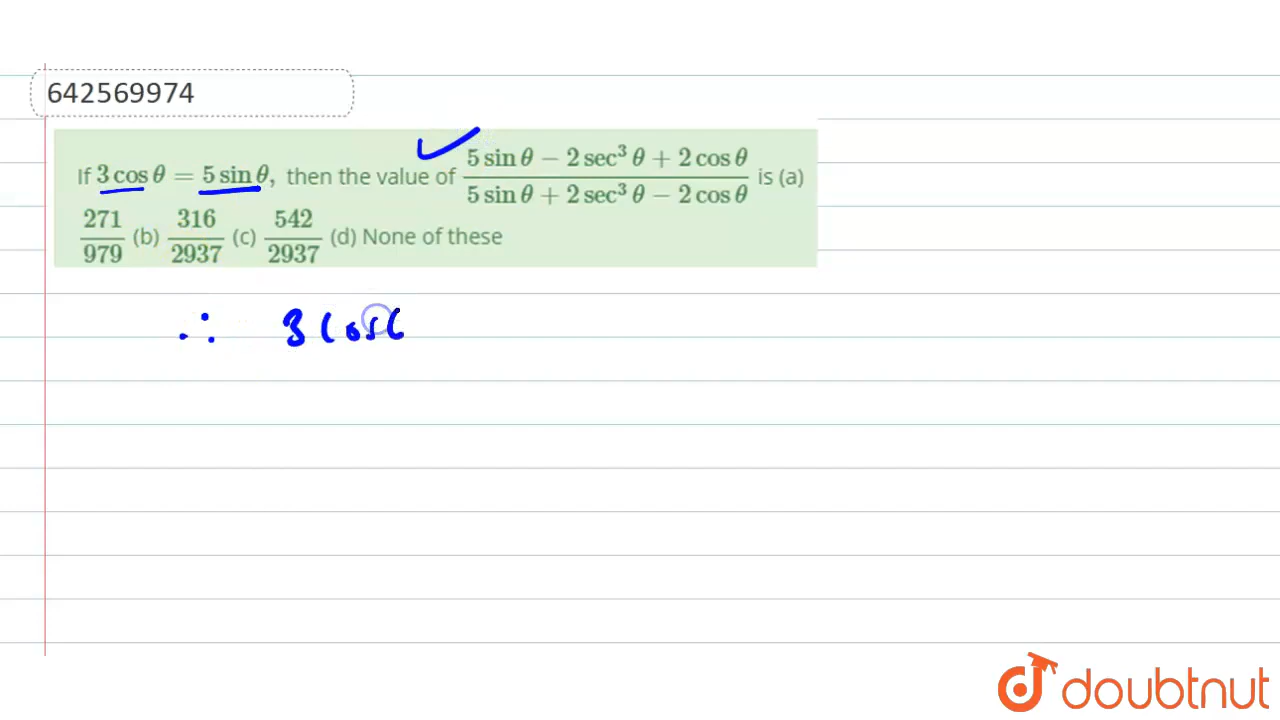 642569974
If 3 cos θ = 5 sin θ, then the value of (5 sin θ − 2 sec³ θ + 2 cos θ)/(5 sin θ + 2 sec³ θ − 2 cos θ) is (a)
271/979 (b) 316/2937 (c) 542/2937 (d) None of these
∴ 3 cos
doubtnut